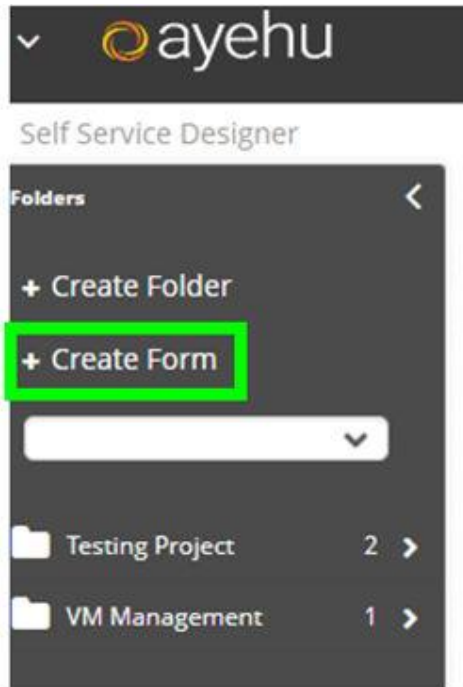 ayehu
Self Service Designer
Folders
+ Create Folder
+ Create Form
Testing Project 2
VM Management 1